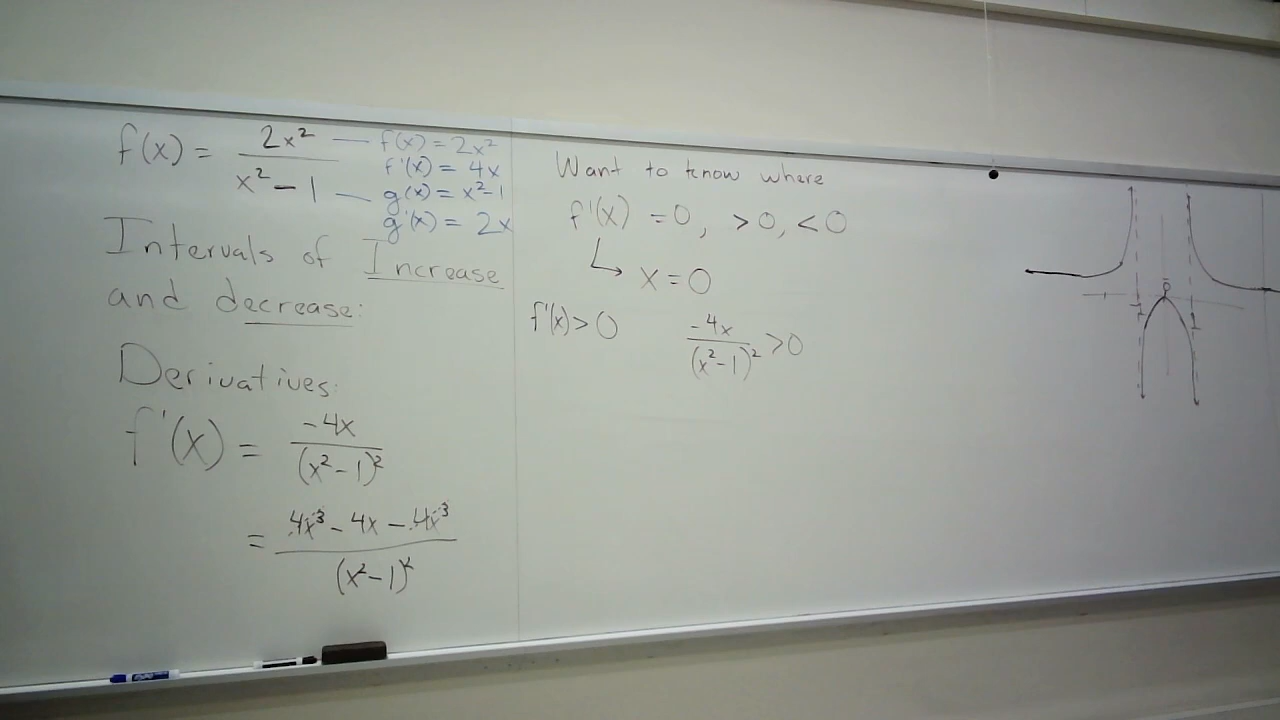 f(x) = 2x² / x² - 1
f(x) = 2x²
f'(x) = 4x
g(x) = x²-1
g'(x) = 2x
Intervals of Increase
and decrease:
Derivatives:
f'(x) = -4x / (x² - 1)²
= 4x³ - 4x - 4x³ / (x² - 1)²
Want to know where
f'(x) = 0, > 0, < 0
↳ x = 0
f'(x) > 0
-4x / (x² - 1)² > 0